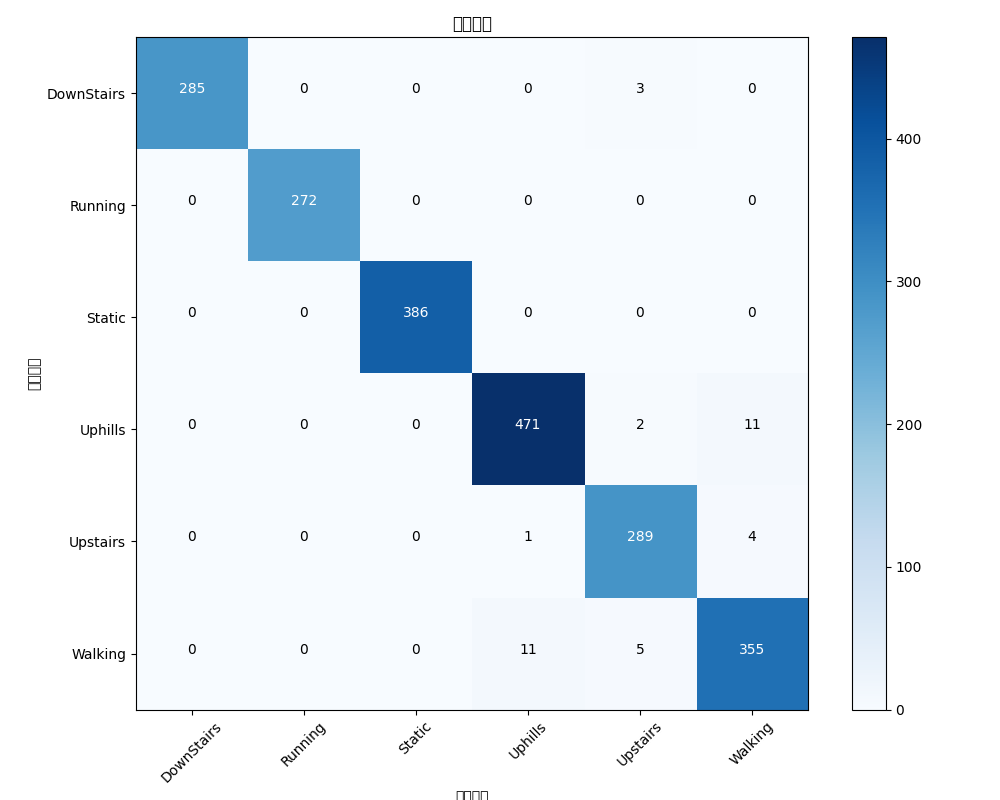 DownStairs 285 0 0 0 3 0
Running 0 272 0 0 0 0
Static 0 0 386 0 0 0
Uphills 0 0 0 471 2 11
Upstairs 0 0 0 1 289 4
Walking 0 0 0 11 5 355
DownStairs Running Static Uphills Upstairs Walking
400
300
200
100
0